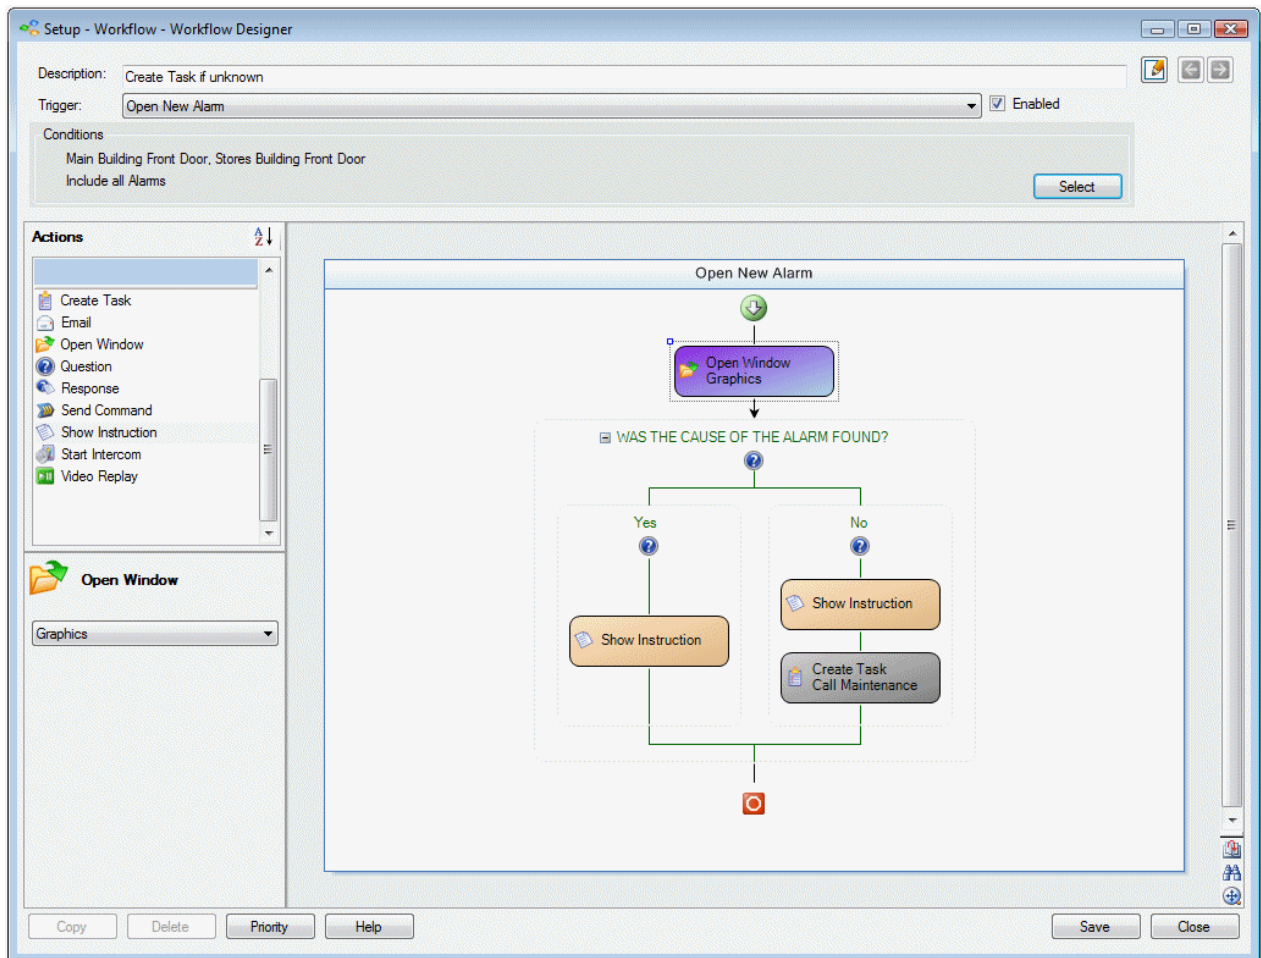 Setup - Workflow - Workflow Designer
Description: Create Task if unknown
Trigger: Open New Alarm Enabled
Conditions
Main Building Front Door, Stores Building Front Door
Include all Alarms
Select
Actions
Create Task
Email
Open Window
Question
Response
Send Command
Show Instruction
Start Intercom
Video Replay
Open Window
Graphics
Open New Alarm
Open Window
Graphics
WAS THE CAUSE OF THE ALARM FOUND?
Yes
No
Show Instruction
Show Instruction
Create Task
Call Maintenance
Copy Delete Priority Help Save Close